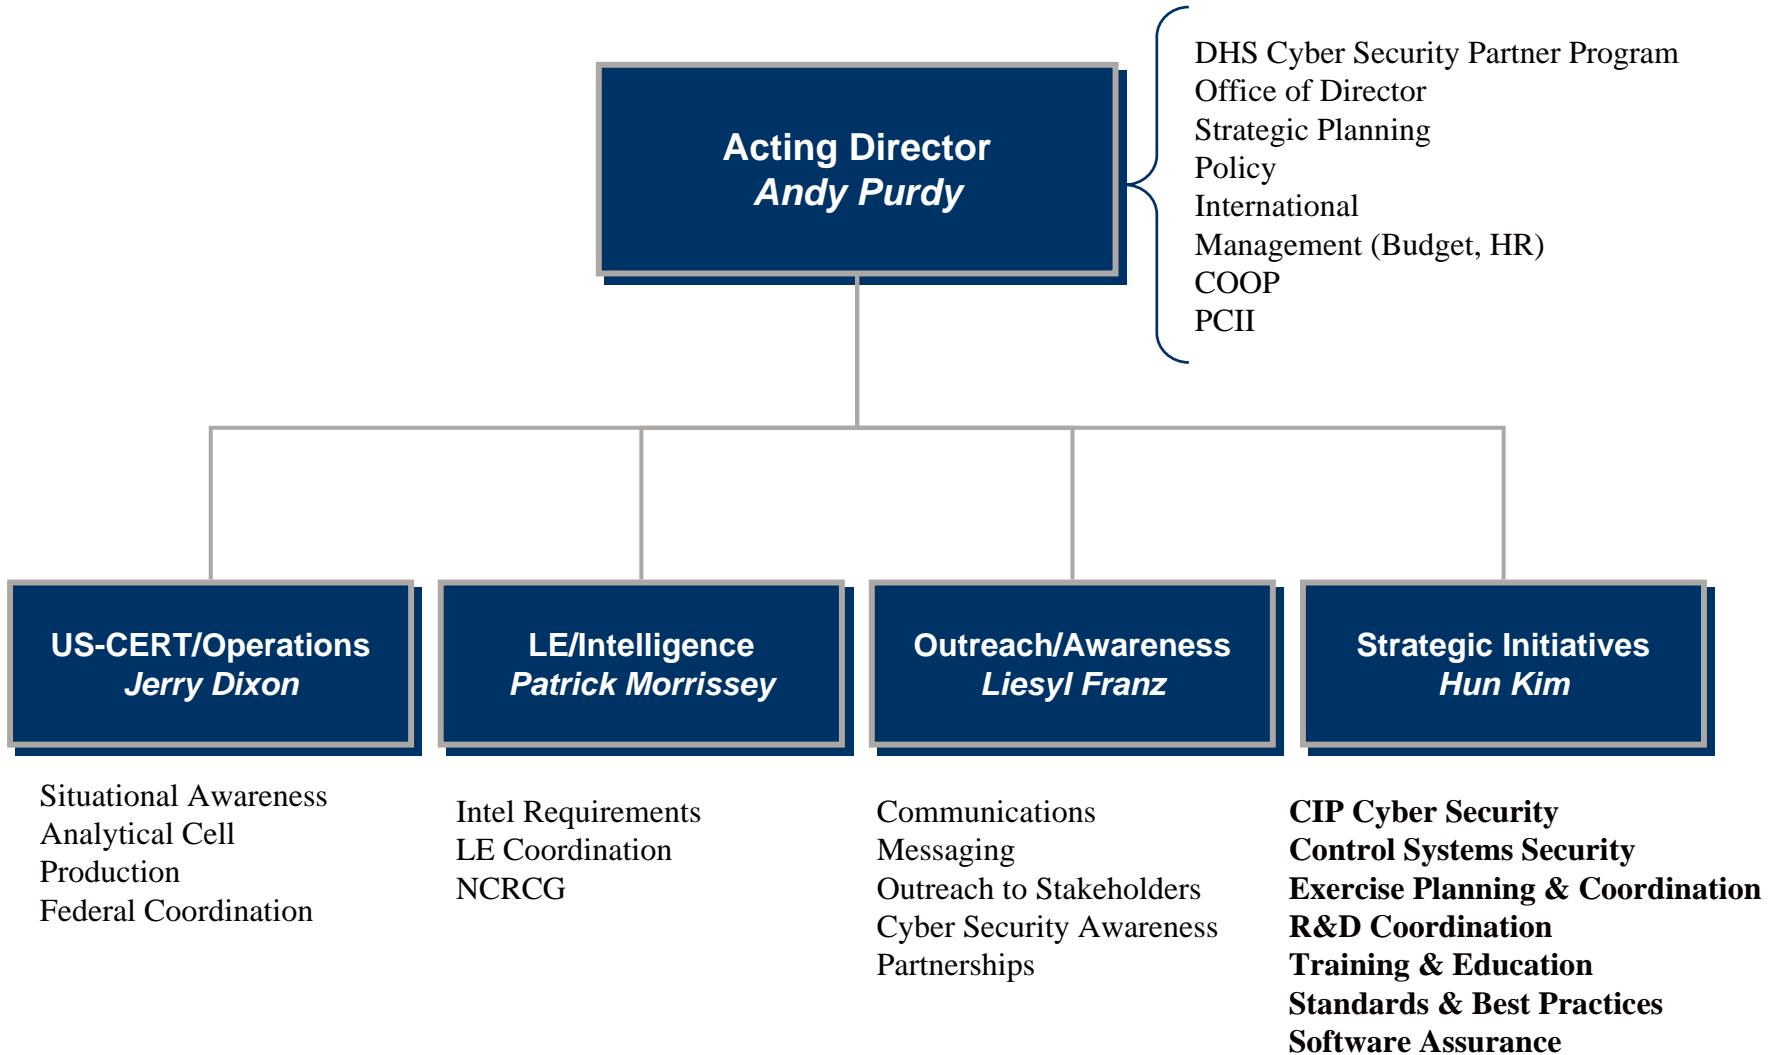 Acting Director
Andy Purdy
DHS Cyber Security Partner Program
Office of Director
Strategic Planning
Policy
International
Management (Budget, HR)
COOP
PCII
US-CERT/Operations
Jerry Dixon
Situational Awareness
Analytical Cell
Production
Federal Coordination
LE/Intelligence
Patrick Morrissey
Intel Requirements
LE Coordination
NCRCG
Outreach/Awareness
Liesyl Franz
Communications
Messaging
Outreach to Stakeholders
Cyber Security Awareness
Partnerships
Strategic Initiatives
Hun Kim
CIP Cyber Security
Control Systems Security
Exercise Planning & Coordination
R&D Coordination
Training & Education
Standards & Best Practices
Software Assurance